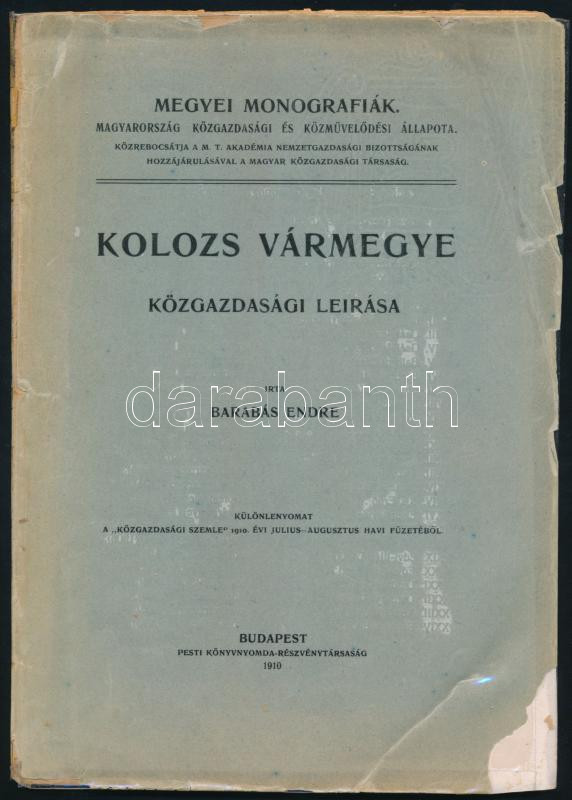 MEGYEI MONOGRAFIÁK.
MAGYARORSZÁG KÖZGAZDASÁGI ÉS KÖZMŰVELŐDÉSI ÁLLAPOTA.
KÖZREBOCSÁTJA A M. T. AKADÉMIA NEMZETGAZDASÁGI BIZOTTSÁGÁNAK
HOZZÁJÁRULÁSÁVAL A MAGYAR KÖZGAZDASÁGI TÁRSASÁG.
KOLOZS VÁRMEGYE
KÖZGAZDASÁGI LEIRÁSA
IRTA
BARABÁS ENDRE
darabanth
KÜLÖNLENYOMAT
A „KÖZGAZDASÁGI SZEMLE" 1910. ÉVI JULIUS—AUGUSZTUS HAVI FÜZETÉBŐL.
BUDAPEST
PESTI KÖNYVNYOMDA-RÉSZVÉNYTÁRSASÁG
1910